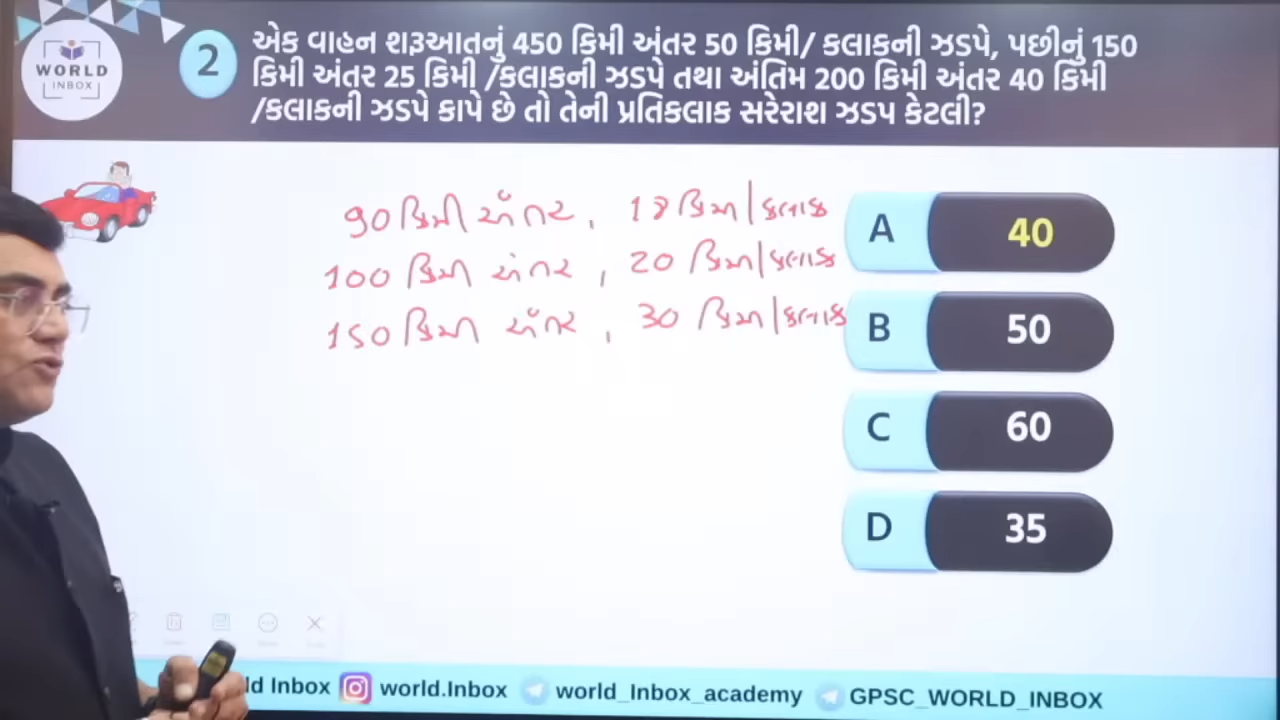 WORLD
INBOX
2
એક વાહન શરૂઆતનું 450 કિમી અંતર 50 કિમી/ કલાકની ઝડપે, પછીનું 150
કિમી અંતર 25 કિમી /કલાકની ઝડપે તથા અંતિમ 200 કિમી અંતર 40 કિમી
/કલાકની ઝડપે કાપે છે તો તેની પ્રતિકલાક સરેરાશ ઝડપ કેટલી?
90 કિમી અંતર , 18 કિમી/કલાક
100 કિમી અંતર , 20 કિમી/કલાક
150 કિમી અંતર , 30 કિમી/કલાક
A 40
B 50
C 60
D 35
ld Inbox world.Inbox world_Inbox_academy GPSC_WORLD_INBOX